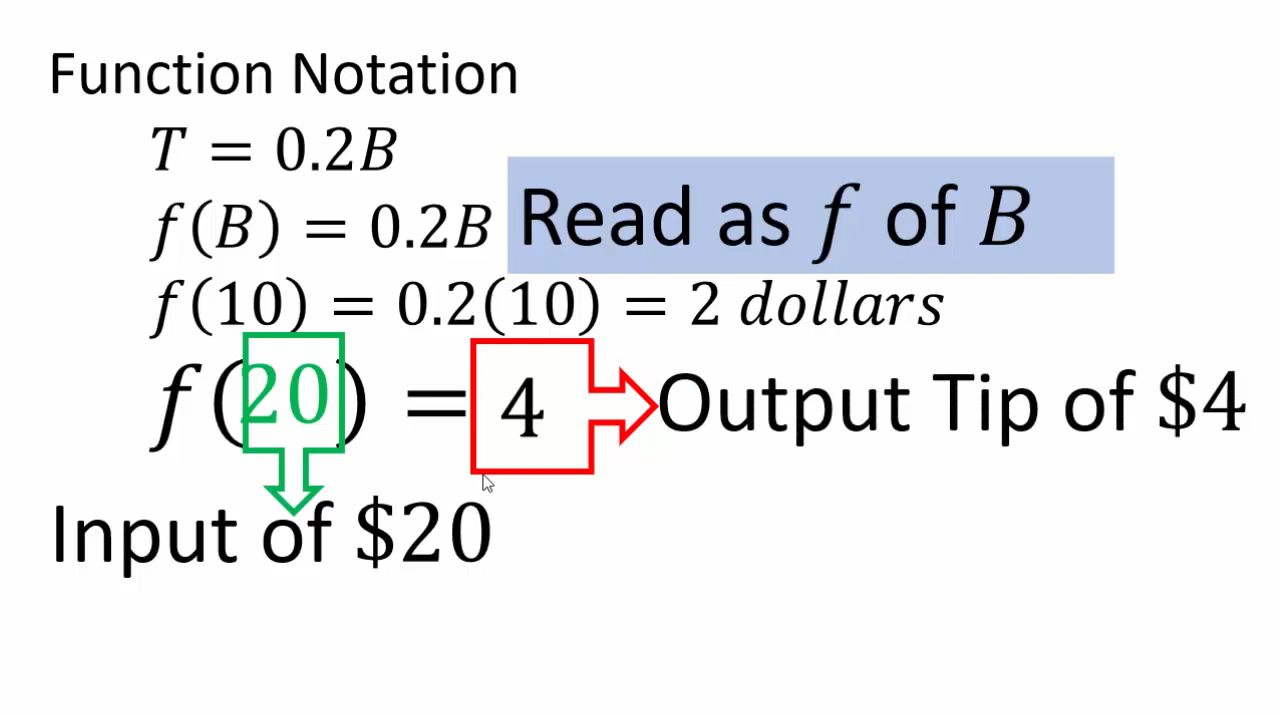 Function Notation
T = 0.2B
f(B) = 0.2B
Read as f of B
f(10) = 0.2(10) = 2 dollars
f(20) = 4
Output Tip of $4
Input of $20